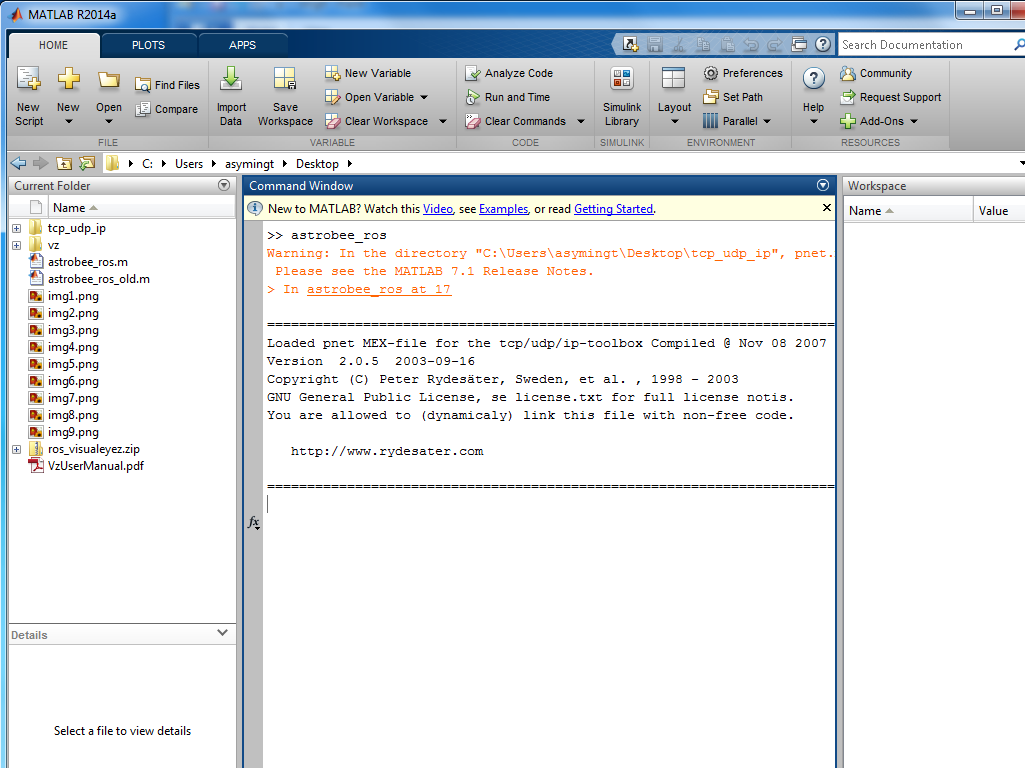 MATLAB R2014a
HOME PLOTS APPS
Search Documentation
New Script
New
Open
Find Files
Compare
Import Data
Save Workspace
New Variable
Open Variable
Clear Workspace
Analyze Code
Run and Time
Clear Commands
Simulink Library
Layout
Preferences
Set Path
Parallel
Help
Community
Request Support
Add-Ons
FILE VARIABLE CODE SIMULINK ENVIRONMENT RESOURCES
C: Users asymingt Desktop
Current Folder
Name
tcp_udp_ip
vz
astrobee_ros.m
astrobee_ros_old.m
img1.png
img2.png
img3.png
img4.png
img5.png
img6.png
img7.png
img8.png
img9.png
ros_visualeyez.zip
VzUserManual.pdf
Details
Select a file to view details
Command Window
New to MATLAB? Watch this Video, see Examples, or read Getting Started.
>> astrobee_ros
Warning: In the directory "C:\Users\asymingt\Desktop\tcp_udp_ip", pnet.
Please see the MATLAB 7.1 Release Notes.
> In astrobee_ros at 17
Loaded pnet MEX-file for the tcp/udp/ip-toolbox Compiled @ Nov 08 2007
Version 2.0.5 2003-09-16
Copyright (C) Peter Rydesäter, Sweden, et al. , 1998 - 2003
GNU General Public License, se license.txt for full license notis.
You are allowed to (dynamicaly) link this file with non-free code.
http://www.rydesater.com
fx
Workspace
Name Value